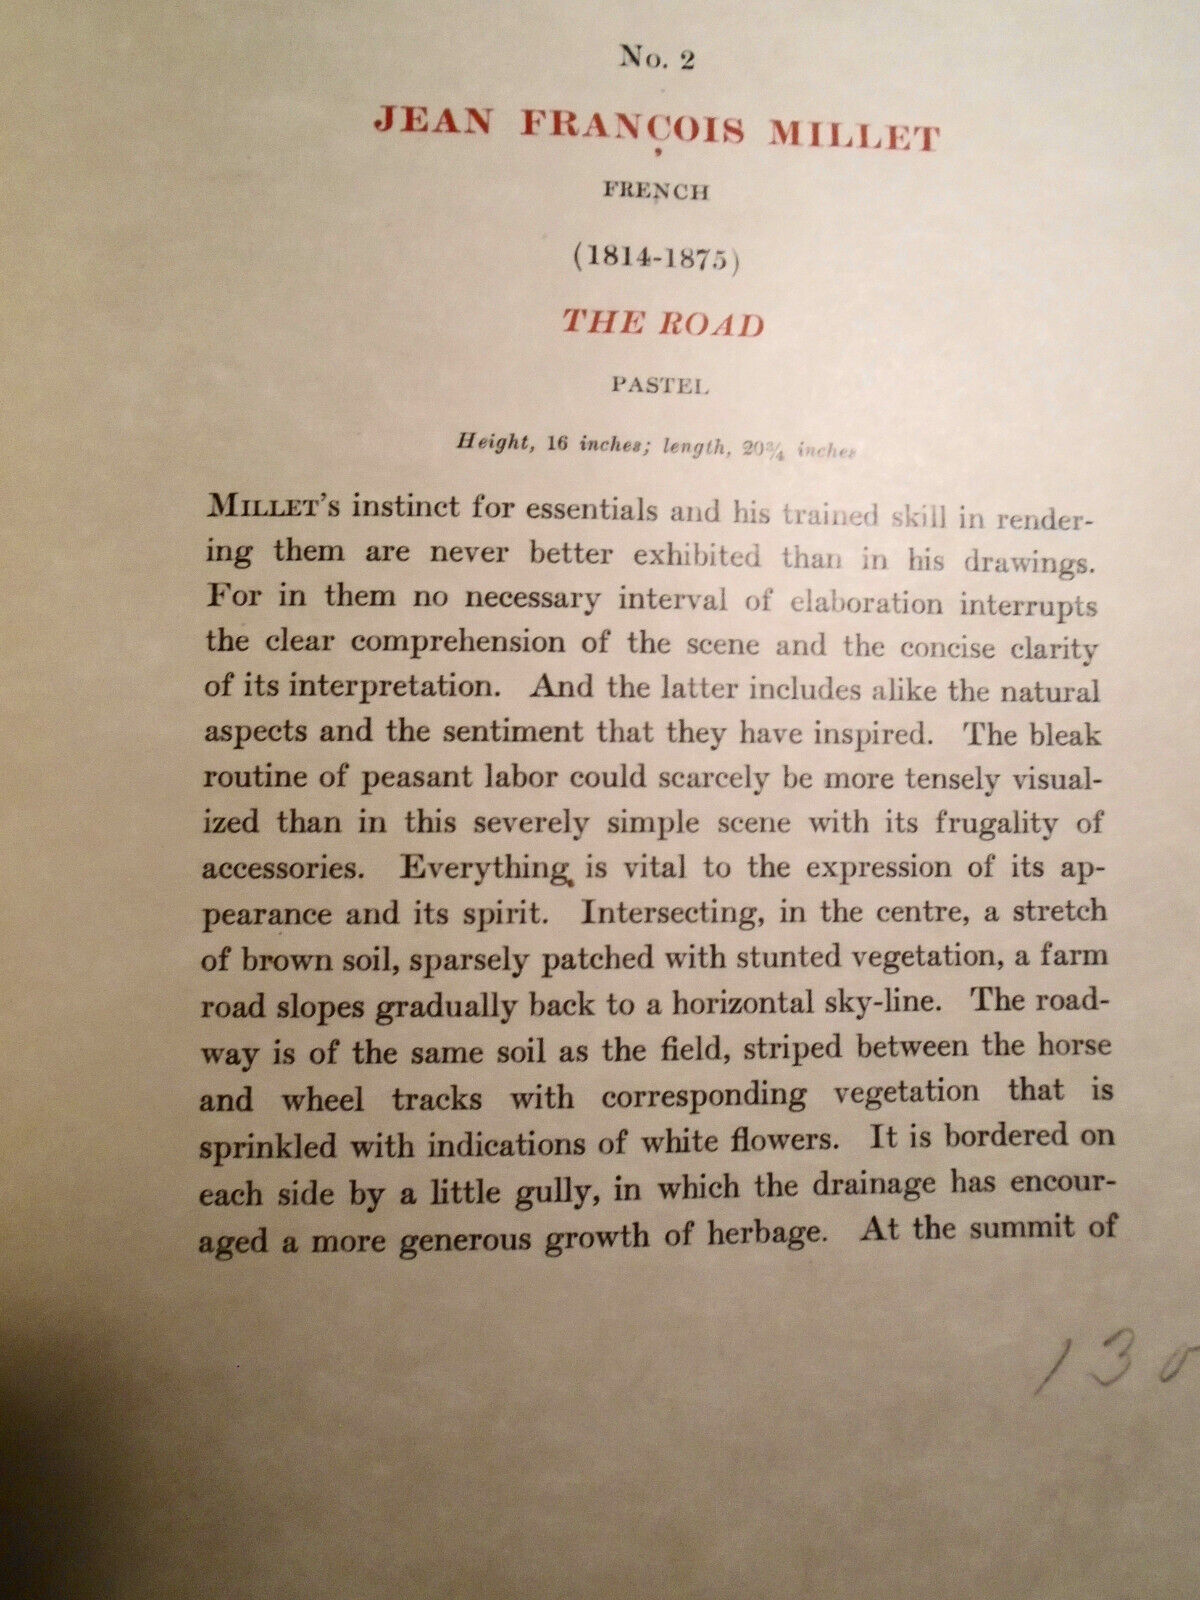 No. 2
JEAN FRANÇOIS MILLET
FRENCH
(1814-1875)
THE ROAD
PASTEL
Height, 16 inches; length, 20¾ inches
MILLET'S instinct for essentials and his trained skill in render-
ing them are never better exhibited than in his drawings.
For in them no necessary interval of elaboration interrupts
the clear comprehension of the scene and the concise clarity
of its interpretation. And the latter includes alike the natural
aspects and the sentiment that they have inspired. The bleak
routine of peasant labor could scarcely be more tensely visual-
ized than in this severely simple scene with its frugality of
accessories. Everything is vital to the expression of its ap-
pearance and its spirit. Intersecting, in the centre, a stretch
of brown soil, sparsely patched with stunted vegetation, a farm
road slopes gradually back to a horizontal sky-line. The road-
way is of the same soil as the field, striped between the horse
and wheel tracks with corresponding vegetation that is
sprinkled with indications of white flowers. It is bordered on
each side by a little gully, in which the drainage has encour-
aged a more generous growth of herbage. At the summit of
130